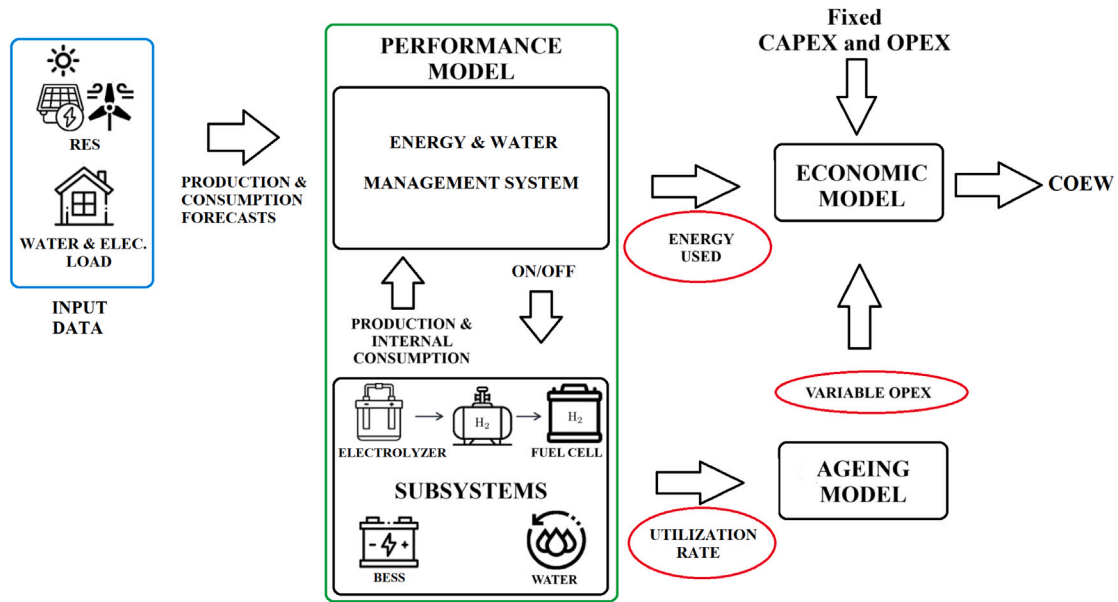 RES
WATER & ELEC.
LOAD
INPUT
DATA
PRODUCTION &
CONSUMPTION
FORECASTS
PERFORMANCE
MODEL
ENERGY & WATER
MANAGEMENT SYSTEM
ON/OFF
PRODUCTION &
INTERNAL
CONSUMPTION
H₂
H₂
ELECTROLYZER
FUEL CELL
SUBSYSTEMS
BESS
WATER
ENERGY
USED
UTILIZATION
RATE
Fixed
CAPEX and OPEX
ECONOMIC
MODEL
COEW
VARIABLE OPEX
AGEING
MODEL